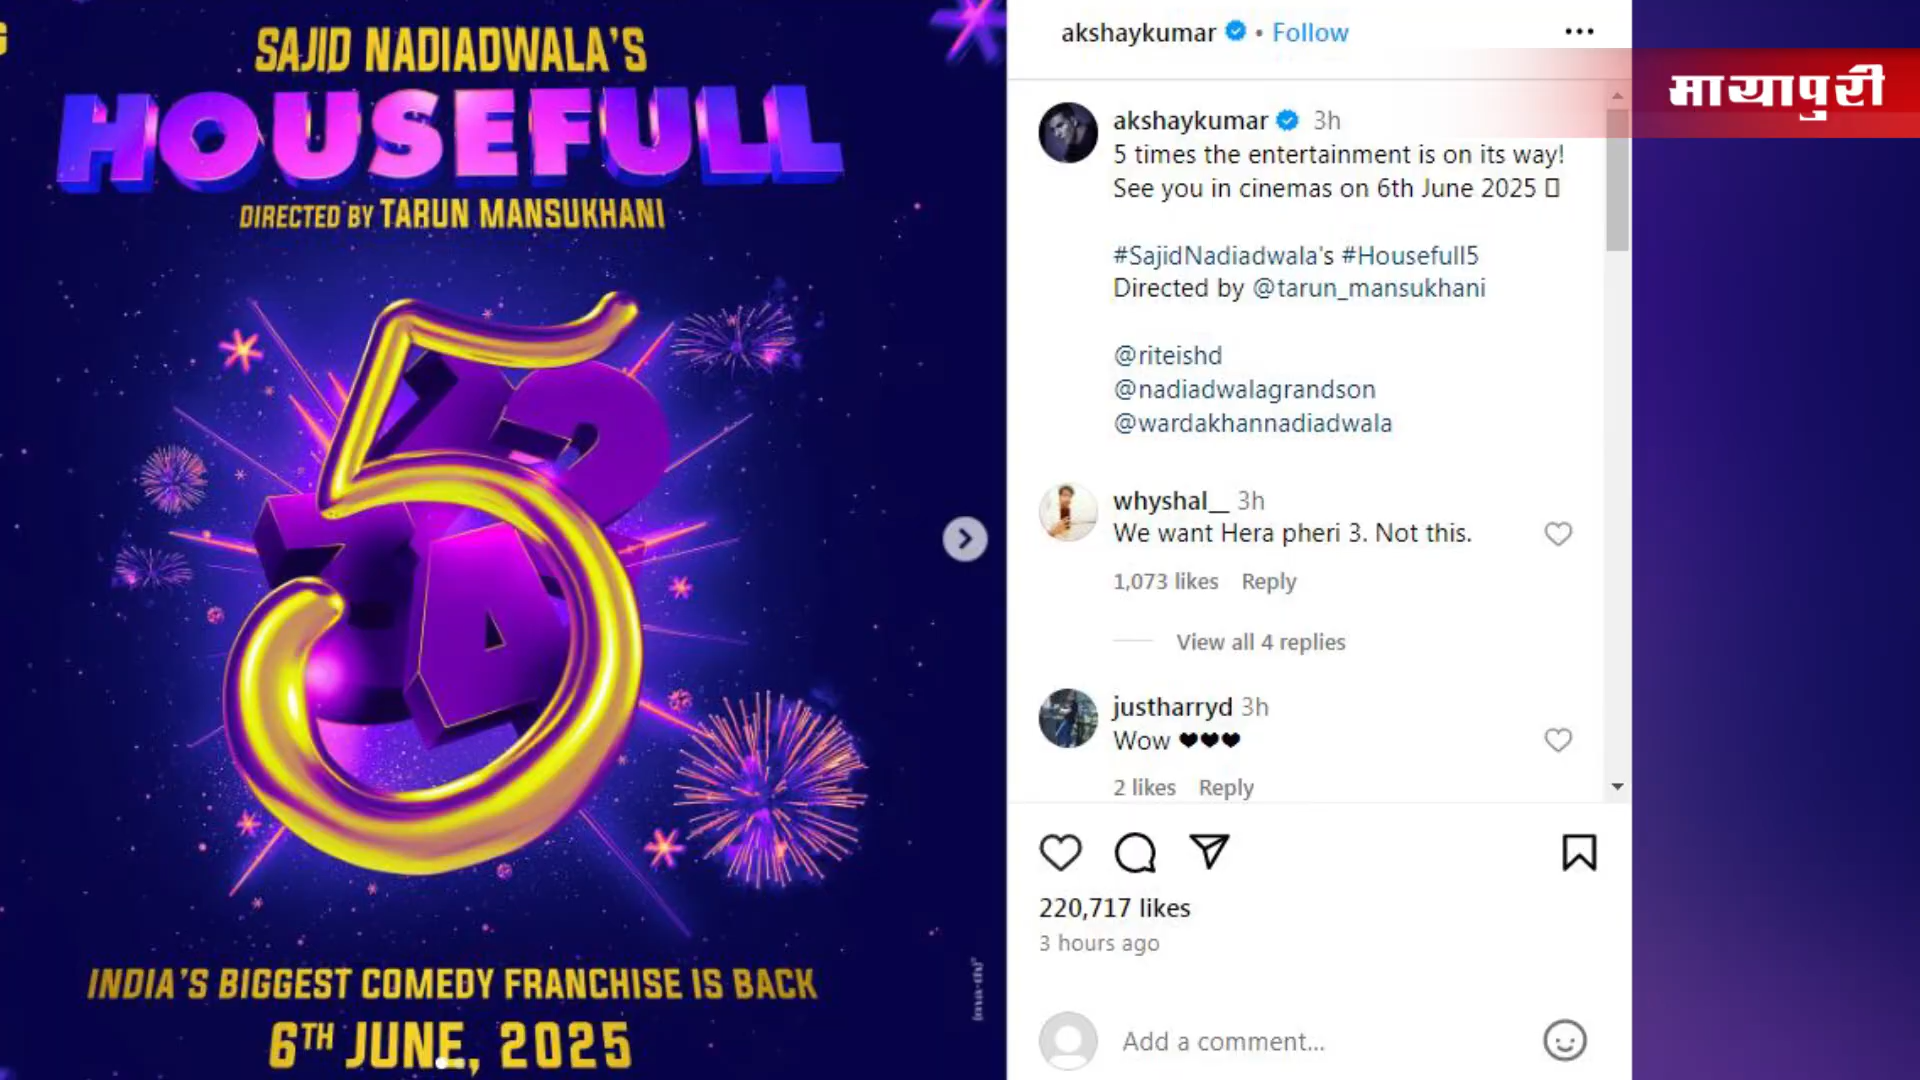 SAJID NADIADWALA'S
HOUSEFULL
DIRECTED BY TARUN MANSUKHANI
1 2
3 4
5
INDIA'S BIGGEST COMEDY FRANCHISE IS BACK
6TH JUNE, 2025
akshaykumar • Follow
मायापुरी
akshaykumar 3h
5 times the entertainment is on its way!
See you in cinemas on 6th June 2025
#SajidNadiadwala's #Housefull5
Directed by @tarun_mansukhani
@riteishd
@nadiadwalagrandson
@wardakhannadiadwala
whyshal__ 3h
We want Hera pheri 3. Not this.
1,073 likes Reply
View all 4 replies
justharryd 3h
Wow ❤❤❤
2 likes Reply
220,717 likes
3 hours ago
Add a comment...